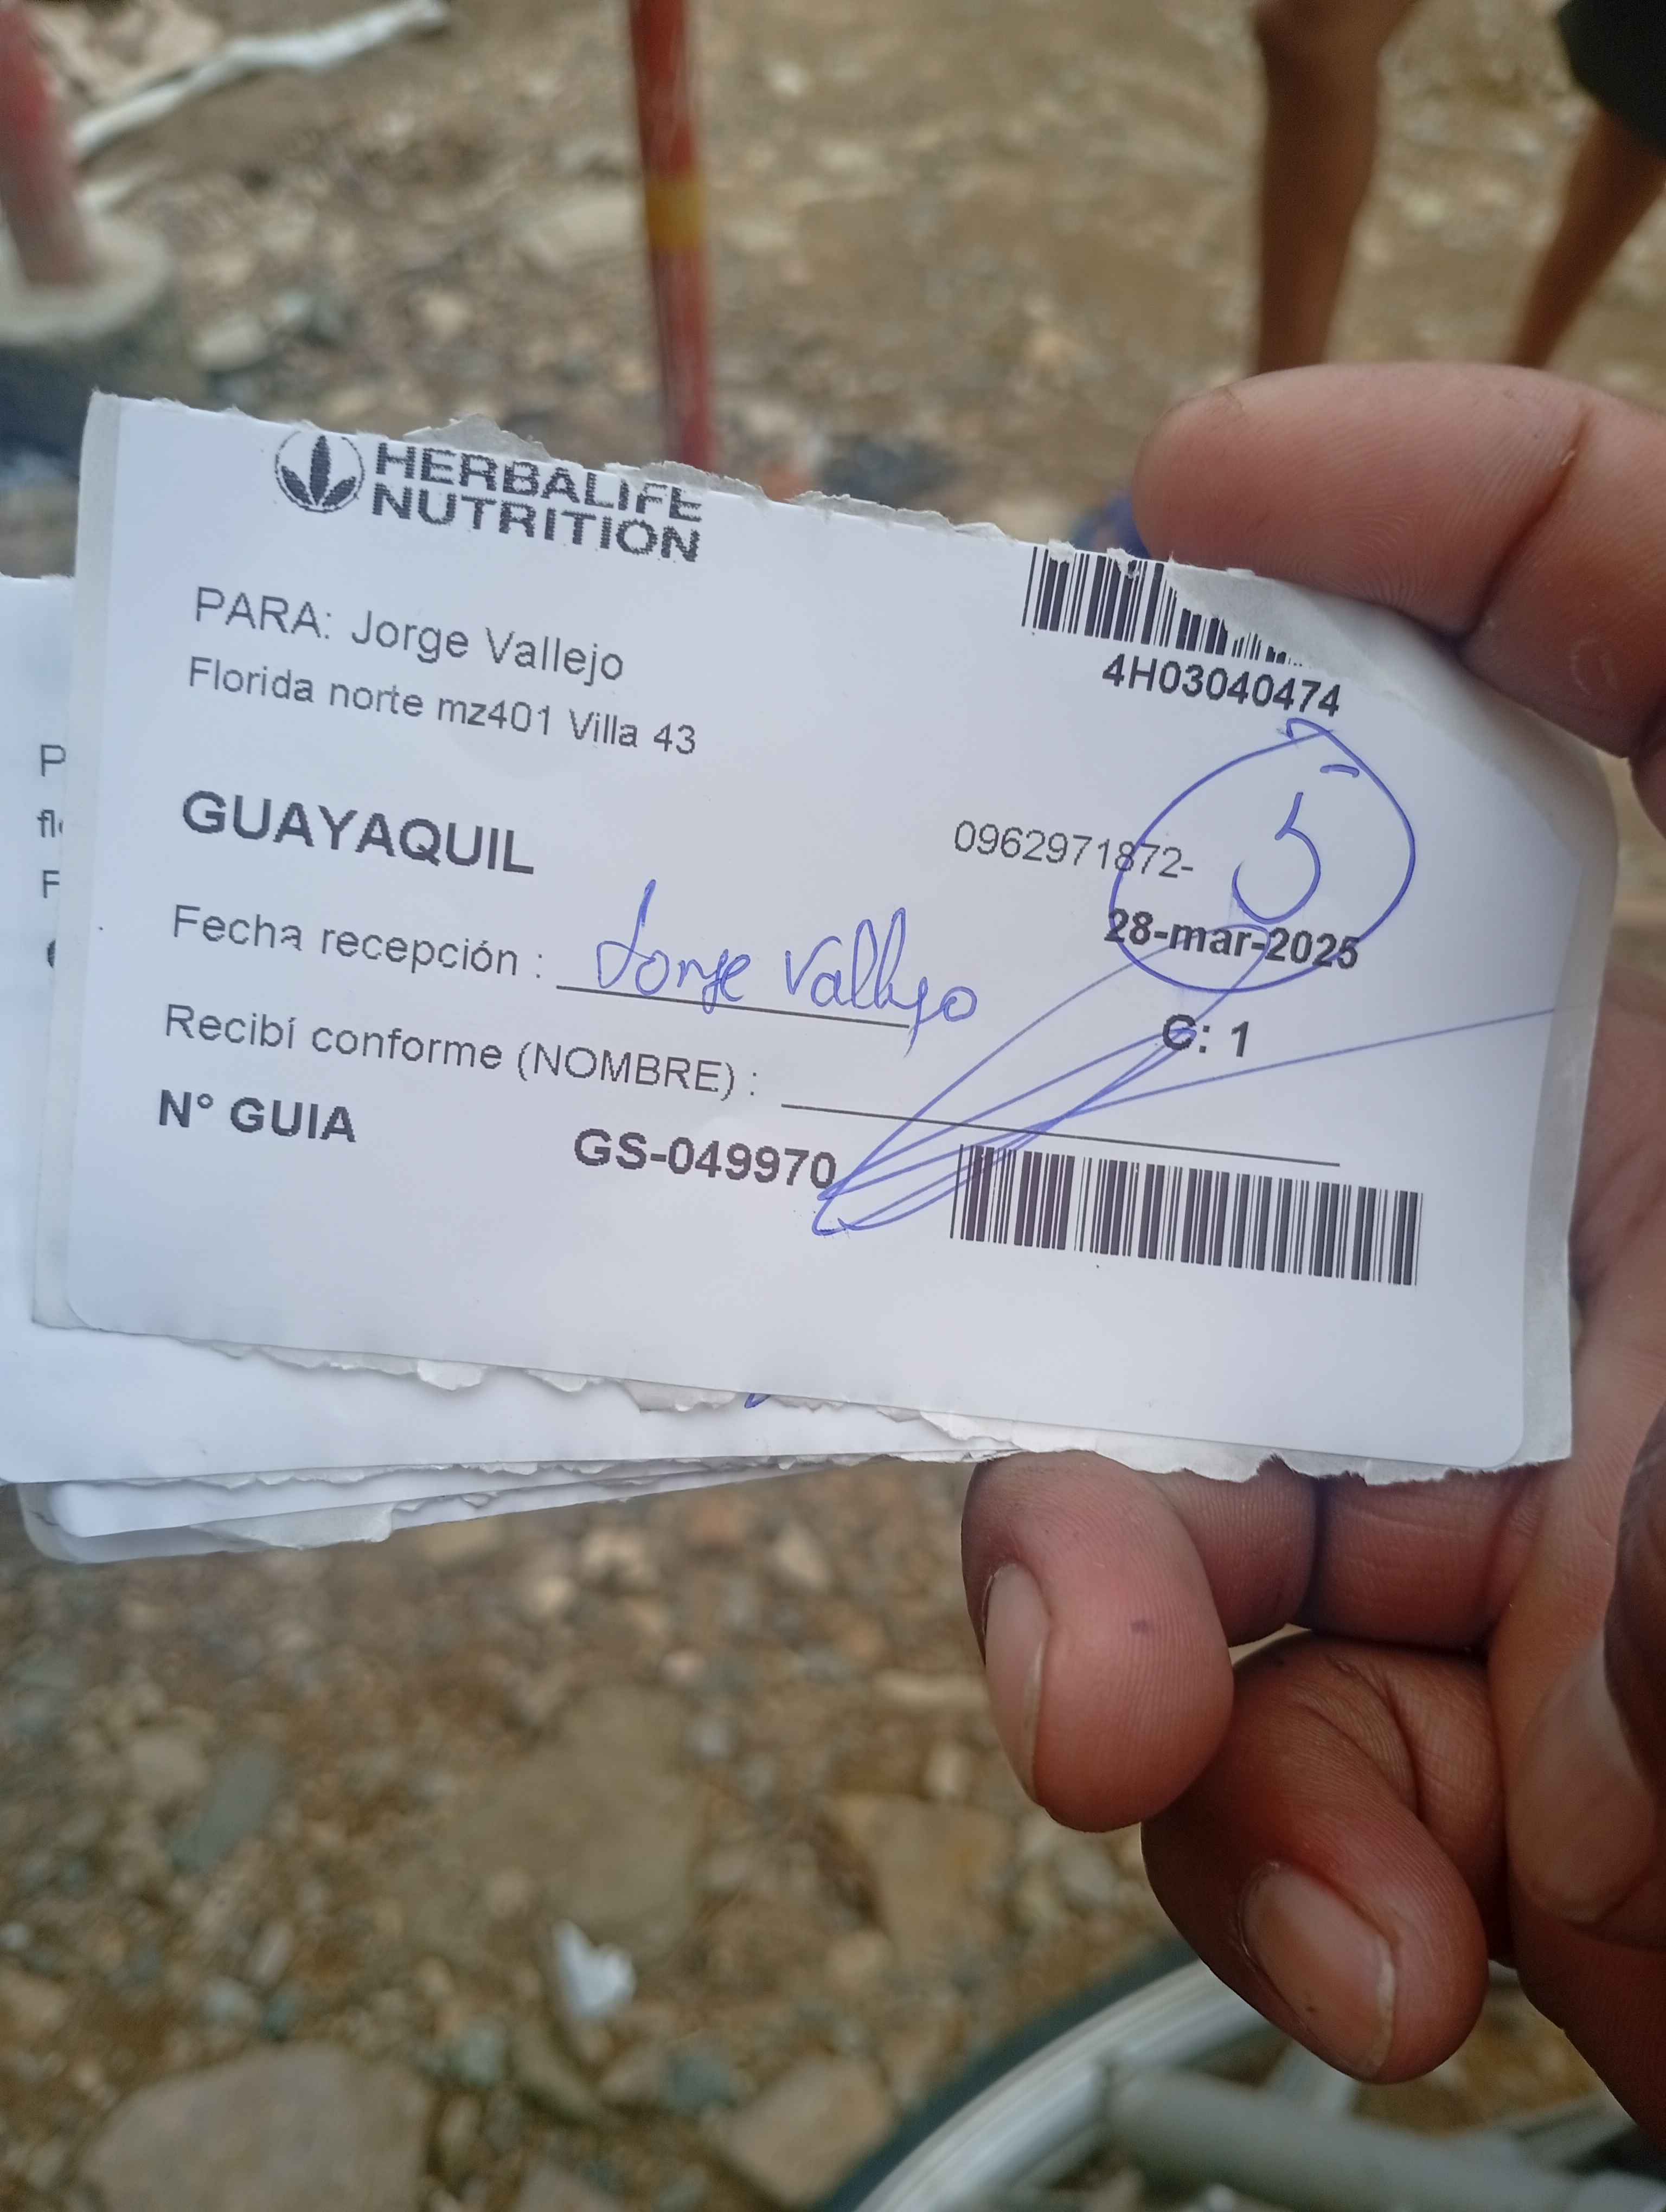 HERBALIFE
NUTRITION
PARA: Jorge Vallejo
Florida norte mz401 Villa 43
4H03040474
GUAYAQUIL
0962971872-
5
28-mar-2025
Fecha recepción : Jorge Vallejo
C: 1
Recibí conforme (NOMBRE) :
N° GUIA GS-049970
P
fl
F